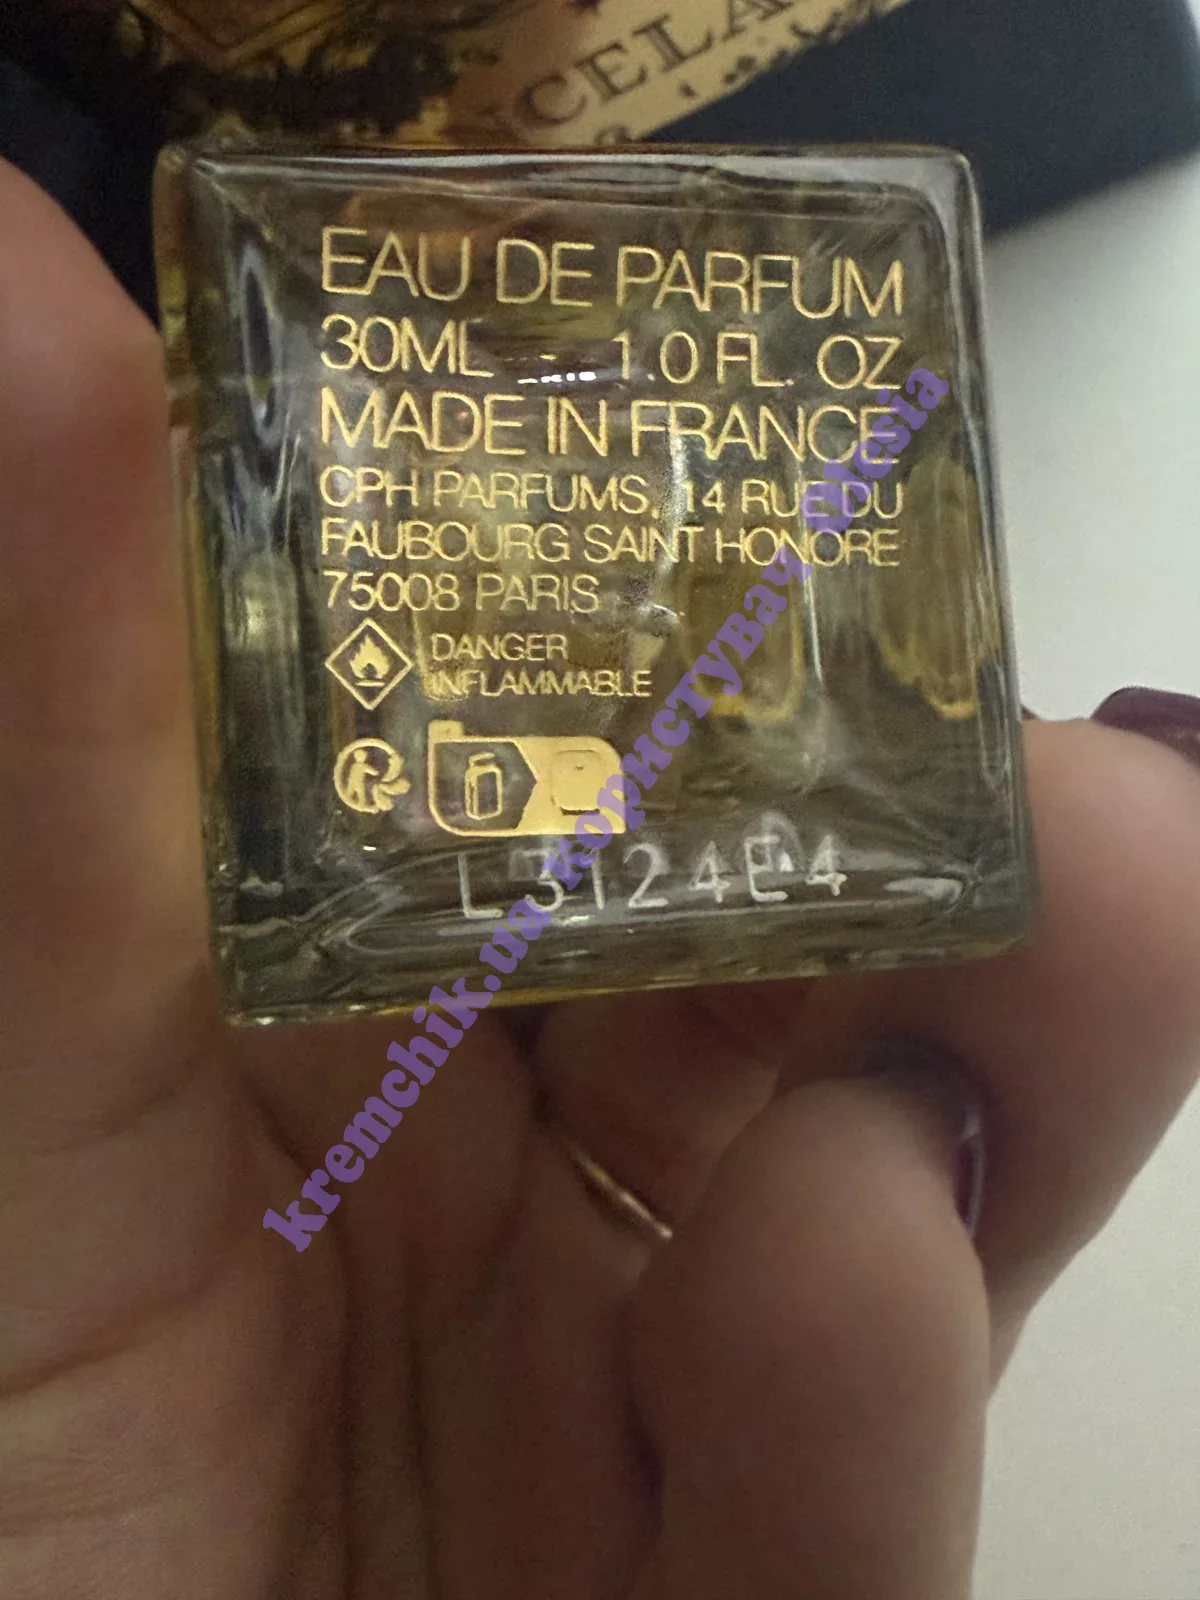 NCELA
EAU DE PARFUM
30ML - 1.0 FL. OZ
MADE IN FRANCE
CPH PARFUMS, 14 RUE DU
FAUBOURG SAINT HONORE
75008 PARIS
DANGER
INFLAMMABLE
L3124E4
kremchik.ua користувач Olesia